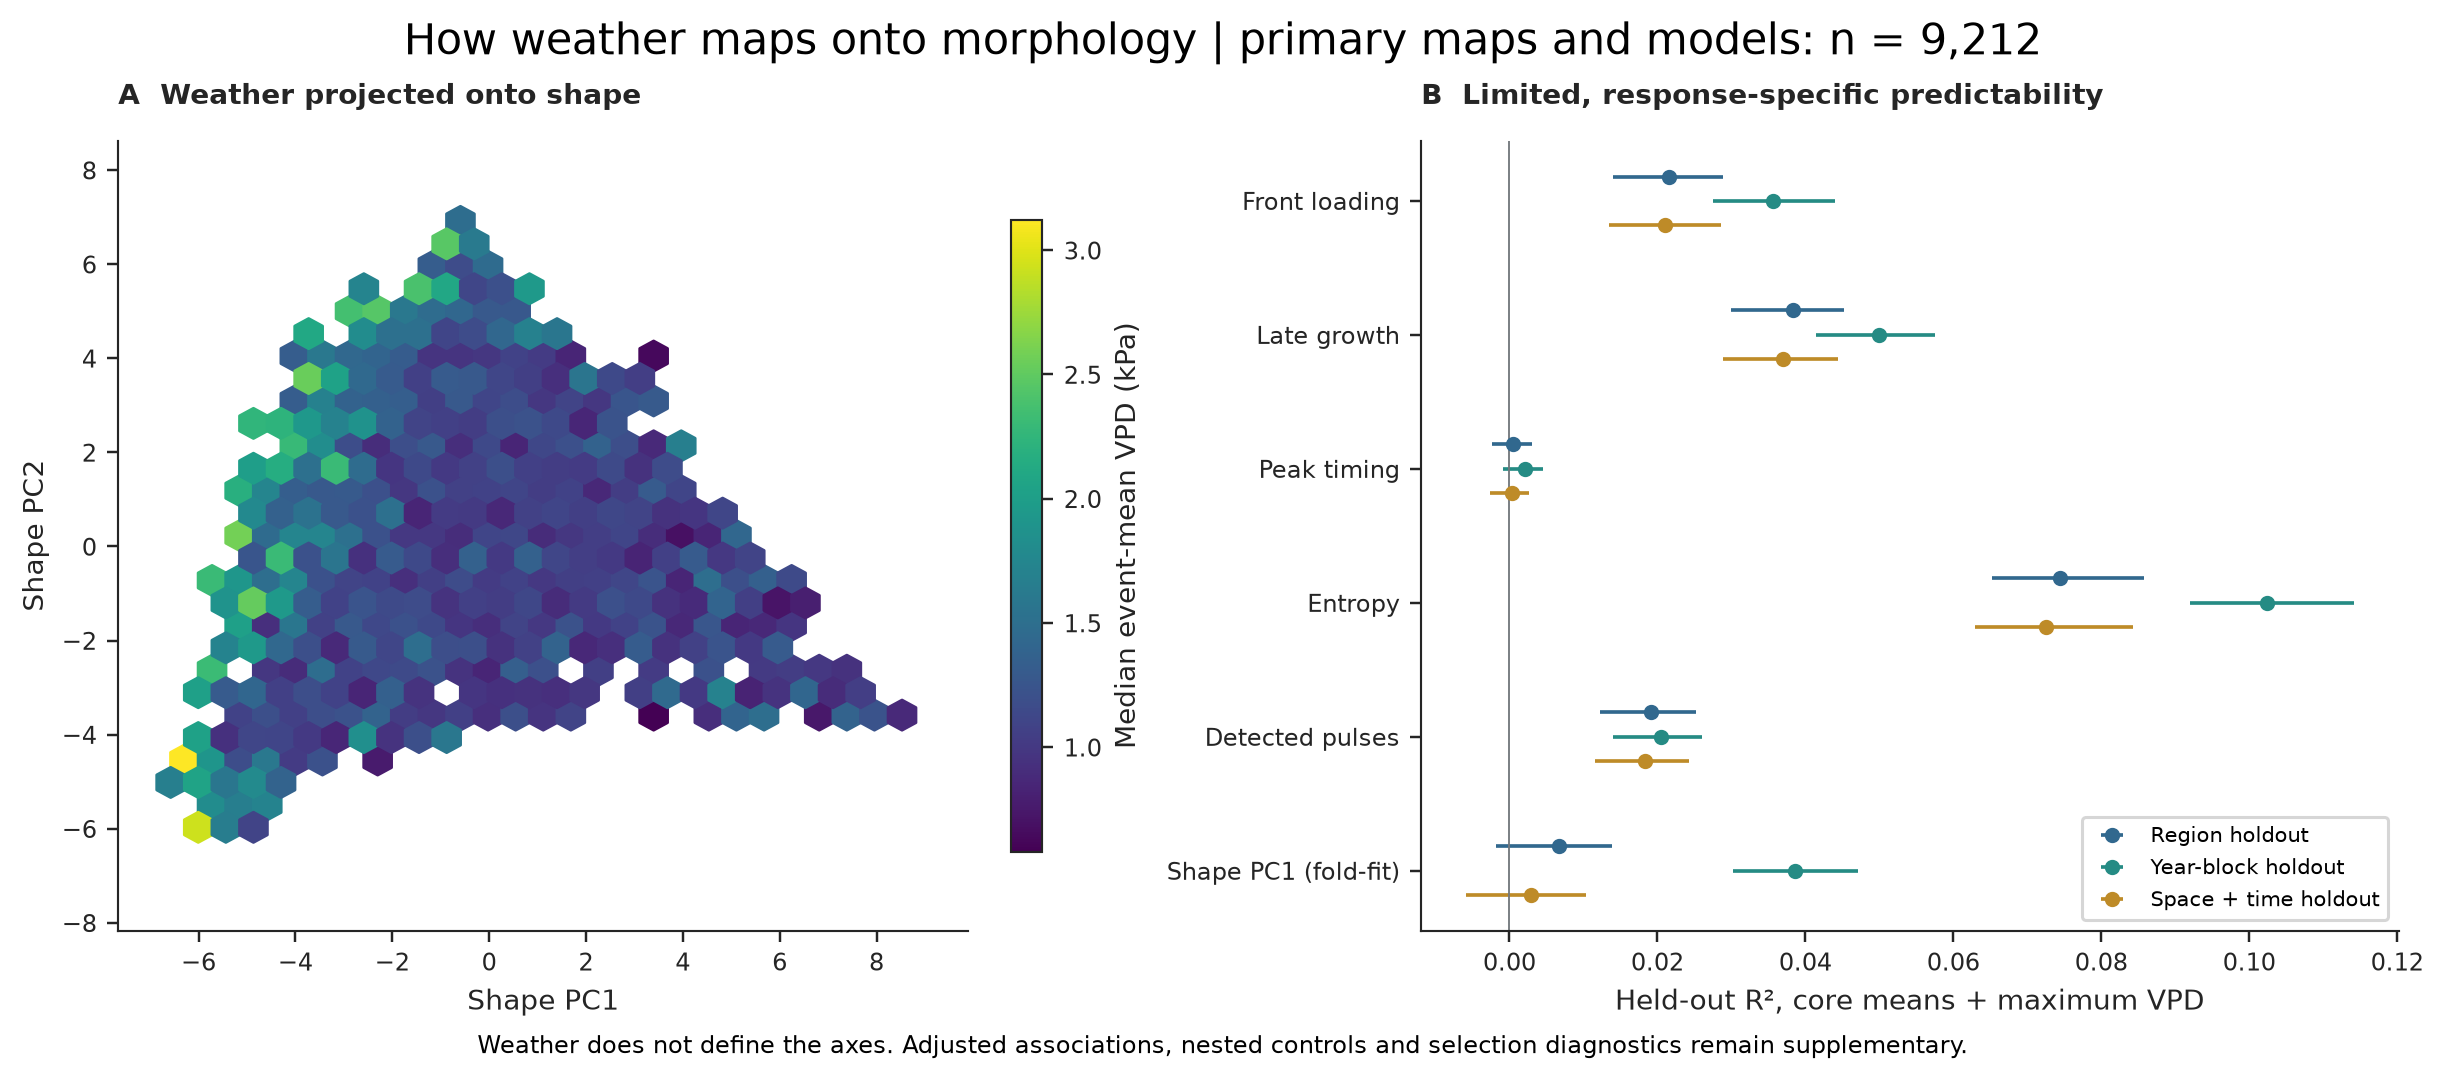 How weather maps onto morphology | primary maps and models: n = 9,212
A Weather projected onto shape
8
6
4
2
0
−2
−4
−6
−8
Shape PC2
−6 −4 −2 0 2 4 6 8
Shape PC1
3.0
2.5
2.0
1.5
1.0
Median event-mean VPD (kPa)
B Limited, response-specific predictability
Front loading
Late growth
Peak timing
Entropy
Detected pulses
Shape PC1 (fold-fit)
Region holdout
Year-block holdout
Space + time holdout
0.00 0.02 0.04 0.06 0.08 0.10 0.12
Held-out R², core means + maximum VPD
Weather does not define the axes. Adjusted associations, nested controls and selection diagnostics remain supplementary.